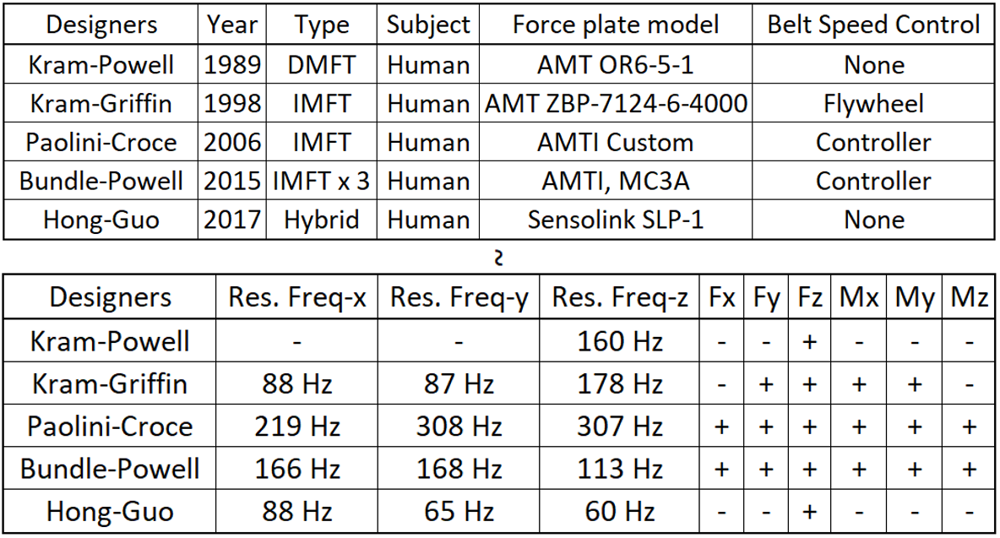 Designers Year Type Subject Force plate model Belt Speed Control
Kram-Powell 1989 DMFT Human AMT OR6-5-1 None
Kram-Griffin 1998 IMFT Human AMT ZBP-7124-6-4000 Flywheel
Paolini-Croce 2006 IMFT Human AMTI Custom Controller
Bundle-Powell 2015 IMFT x 3 Human AMTI, MC3A Controller
Hong-Guo 2017 Hybrid Human Sensolink SLP-1 None
~
Designers Res. Freq-x Res. Freq-y Res. Freq-z Fx Fy Fz Mx My Mz
Kram-Powell - - 160 Hz - - + - - -
Kram-Griffin 88 Hz 87 Hz 178 Hz - + + + + -
Paolini-Croce 219 Hz 308 Hz 307 Hz + + + + + +
Bundle-Powell 166 Hz 168 Hz 113 Hz + + + + + +
Hong-Guo 88 Hz 65 Hz 60 Hz - - + - - -